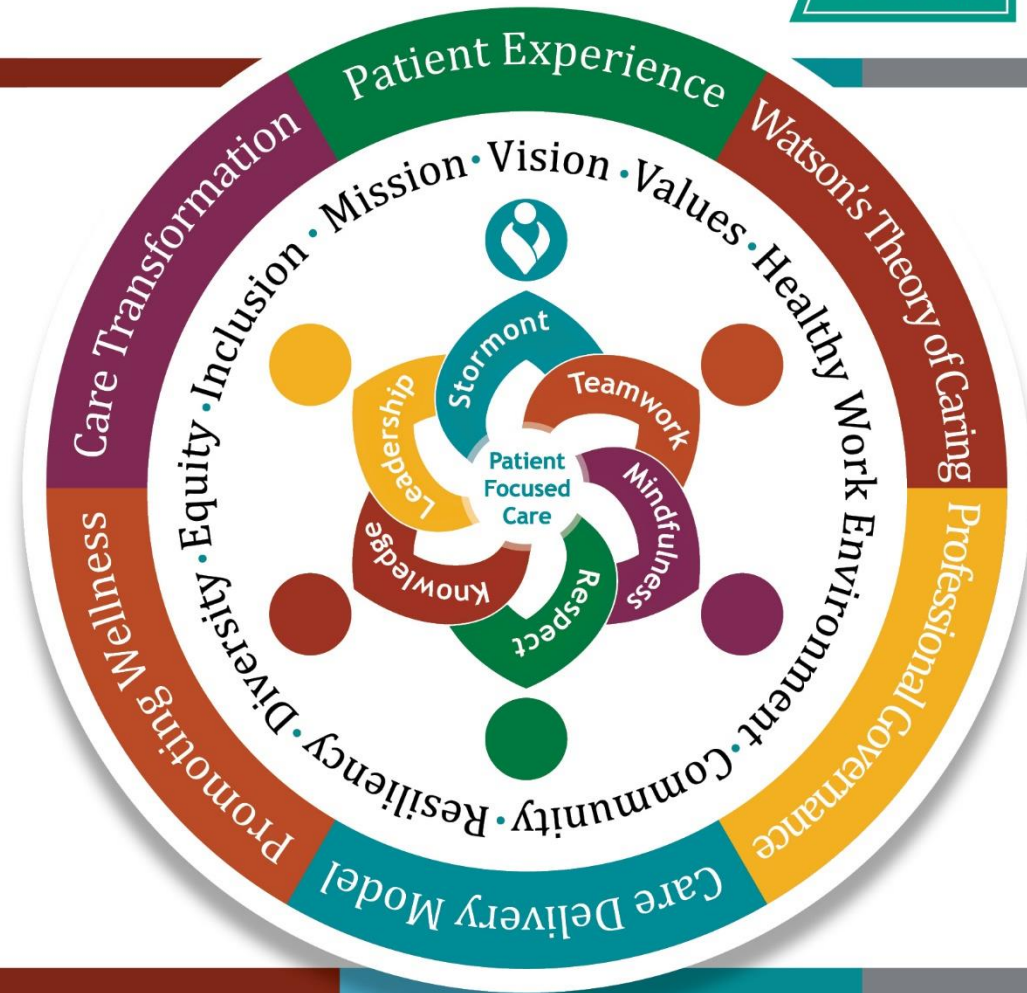 Patient Experience
Watson's Theory of Caring
Professional Governance
Care Delivery Model
Promoting Wellness
Care Transformation
Mission · Vision · Values · Healthy Work Environment · Community · Resiliency · Diversity · Equity · Inclusion ·
Stormont
Teamwork
Mindfulness
Respect
Knowledge
Leadership
Patient
Focused
Care